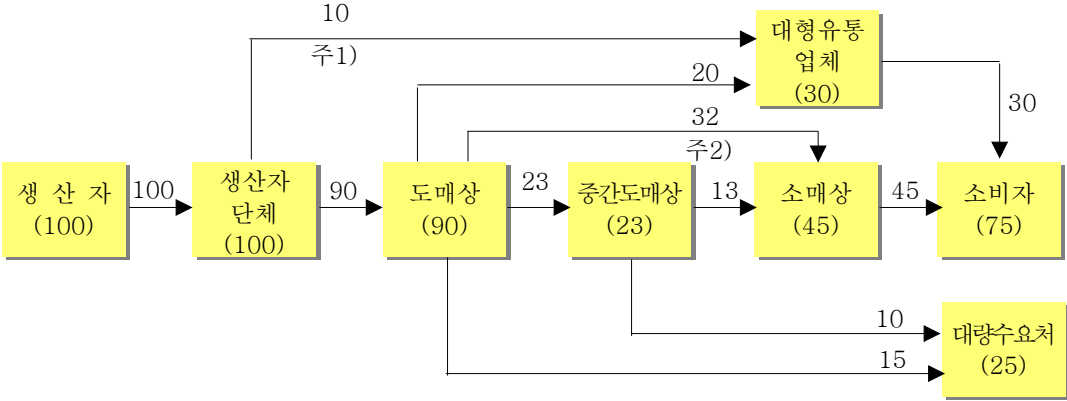 10
주1)
대형유통
업체
(30)
20
30
32
주2)
생 산 자
(100)
100
생산자
단체
(100)
90
도매상
(90)
23
중간도매상
(23)
13
소매상
(45)
45
소비자
(75)
10
대량수요처
(25)
15